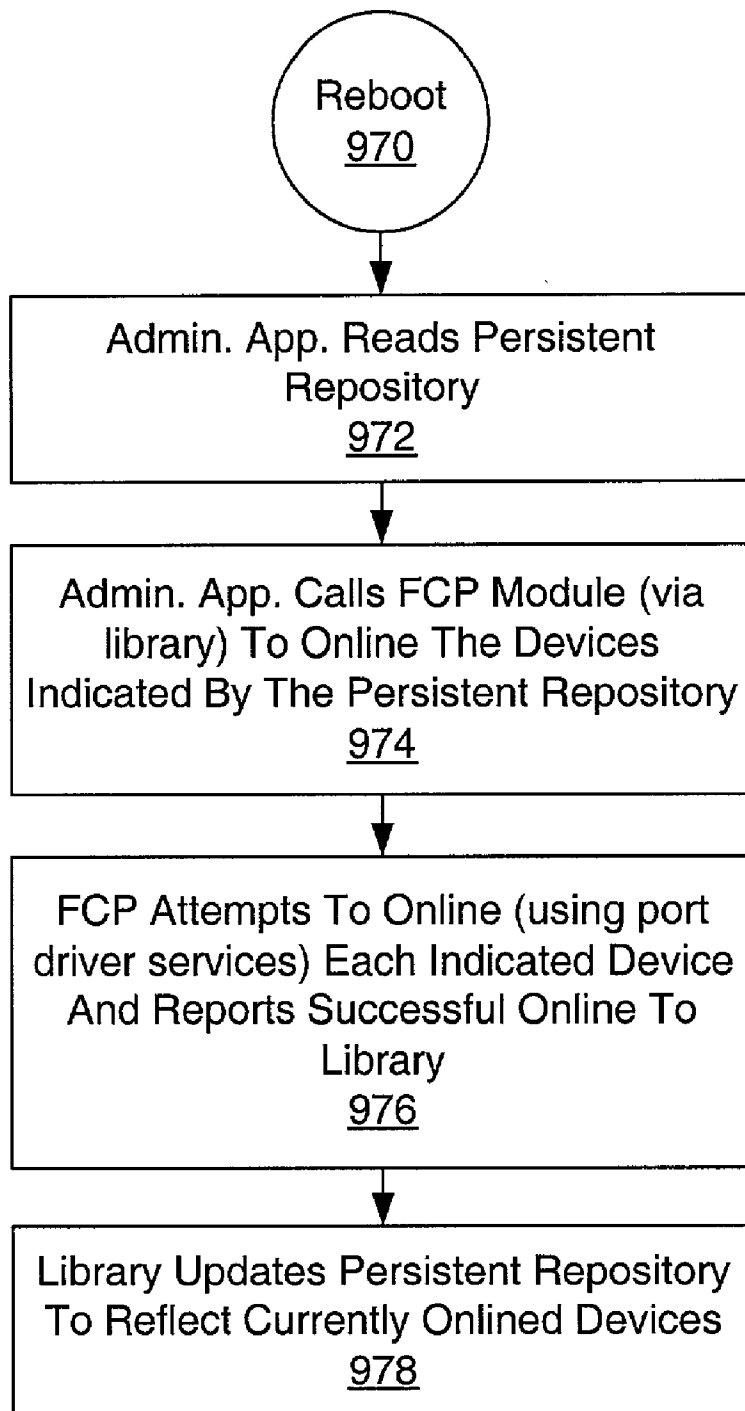 Reboot
970
Admin. App. Reads Persistent
Repository
972
Admin. App. Calls FCP Module (via
library) To Online The Devices
Indicated By The Persistent Repository
974
FCP Attempts To Online (using port
driver services) Each Indicated Device
And Reports Successful Online To
Library
976
Library Updates Persistent Repository
To Reflect Currently Onlined Devices
978